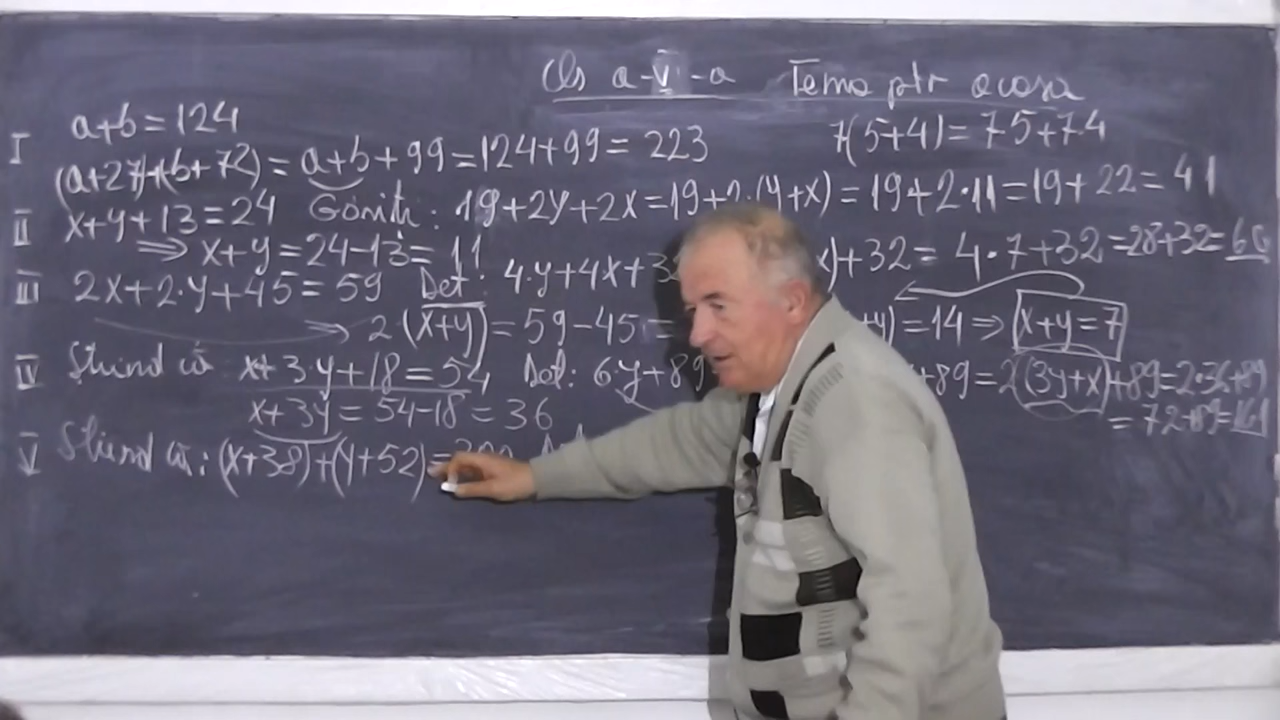 Cls a-V-a Tema ptr acasa
I a+b=124
7(5+4)=7·5+7·4
(a+27)+(b+72)=a+b+99=124+99=223
II x+y+13=24 19+2y+2x=19+2·(y+x)=19+2·11=19+22=41
⇒ x+y=24-13=11
III 2x+2·y+45=59 Det: 4·y+4x+3 x)+32=4·7+32=28+32=60
→ 2(x+y)=59-45= +y)=14⇒ x+y=7
IV Știind că x+3·y+18=54 Det: 6·y+89 +89=2(3y+x)+89=2·36+89
x+3y=54-18=36 =72+89=161
V Știind că: (x+38)+(y+52)=